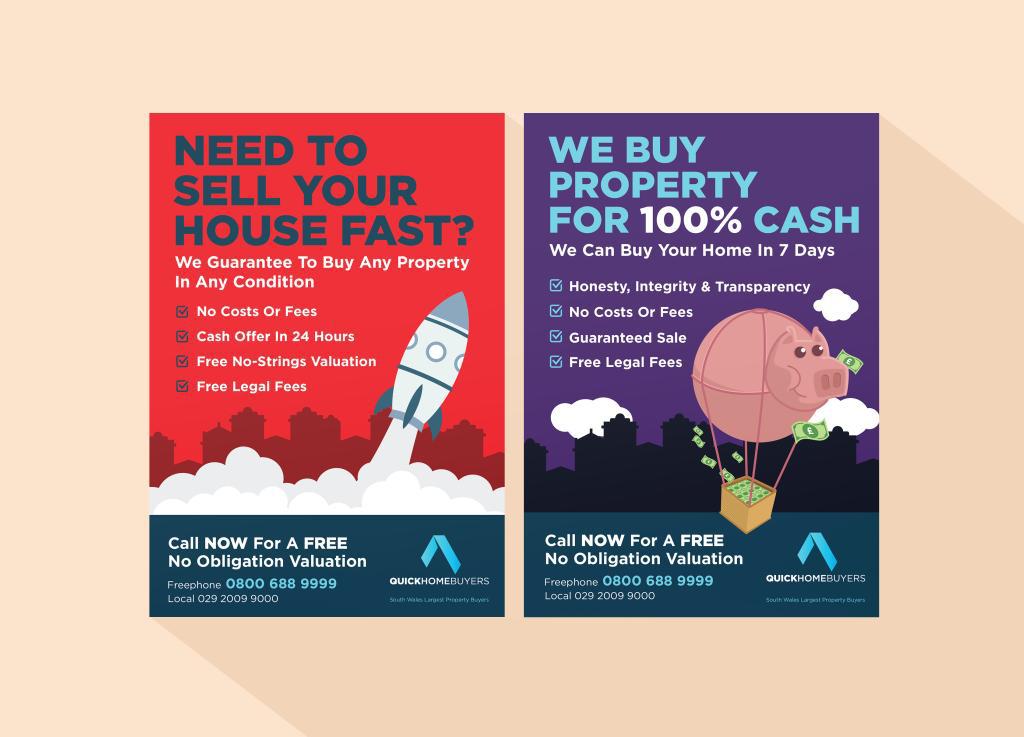 NEED TO
SELL YOUR
HOUSE FAST?
We Guarantee To Buy Any Property
In Any Condition
No Costs Or Fees
Cash Offer In 24 Hours
Free No-Strings Valuation
Free Legal Fees
Call NOW For A FREE
No Obligation Valuation
Freephone 0800 688 9999
Local 029 2009 9000
QUICKHOMEBUYERS
South Wales Largest Property Buyers
WE BUY
PROPERTY
FOR 100% CASH
We Can Buy Your Home In 7 Days
Honesty, Integrity & Transparency
No Costs Or Fees
Guaranteed Sale
Free Legal Fees
£
£
Call NOW For A FREE
No Obligation Valuation
Freephone 0800 688 9999
Local 029 2009 9000
QUICKHOMEBUYERS
South Wales Largest Property Buyers